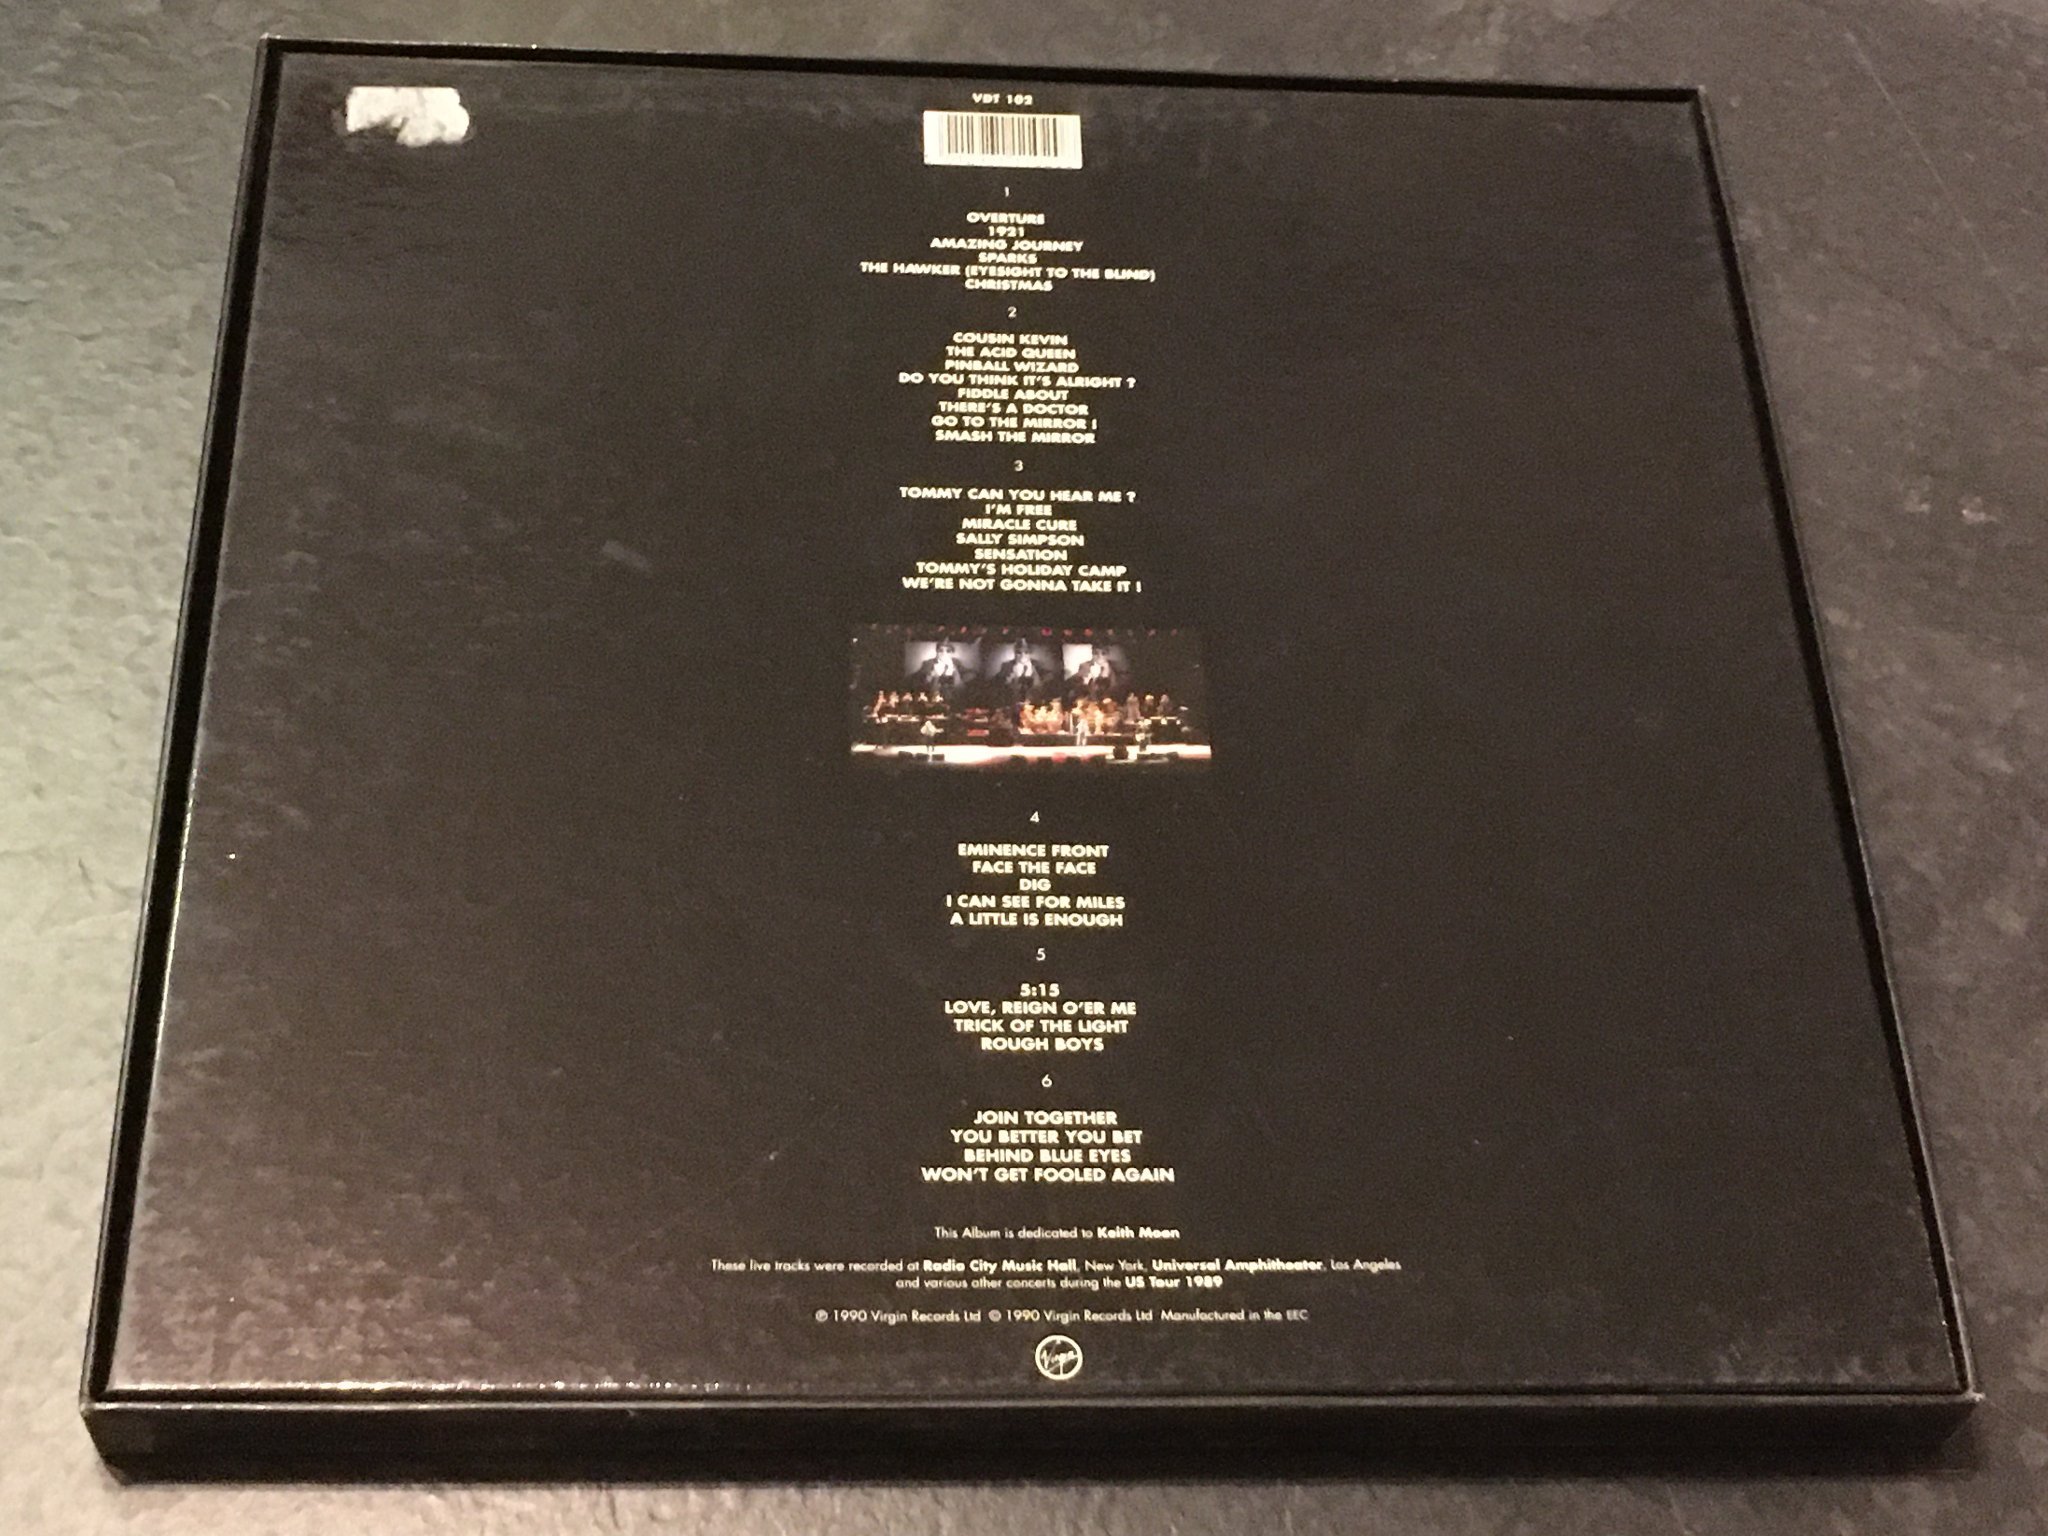 VDT 102
1
OVERTURE
1921
AMAZING JOURNEY
SPARKS
THE HAWKER (EYESIGHT TO THE BLIND)
CHRISTMAS
2
COUSIN KEVIN
THE ACID QUEEN
PINBALL WIZARD
DO YOU THINK IT'S ALRIGHT ?
FIDDLE ABOUT
THERE'S A DOCTOR
GO TO THE MIRROR !
SMASH THE MIRROR
3
TOMMY CAN YOU HEAR ME ?
I'M FREE
MIRACLE CURE
SALLY SIMPSON
SENSATION
TOMMY'S HOLIDAY CAMP
WE'RE NOT GONNA TAKE IT !
4
EMINENCE FRONT
FACE THE FACE
DIG
I CAN SEE FOR MILES
A LITTLE IS ENOUGH
5
5:15
LOVE, REIGN O'ER ME
TRICK OF THE LIGHT
ROUGH BOYS
6
JOIN TOGETHER
YOU BETTER YOU BET
BEHIND BLUE EYES
WON'T GET FOOLED AGAIN
This Album is dedicated to Keith Moon
These live tracks were recorded at Radio City Music Hall, New York, Universal Amphitheater, Los Angeles
and various other concerts during the US Tour 1989
℗ 1990 Virgin Records Ltd © 1990 Virgin Records Ltd Manufactured in the EEC
Virgin